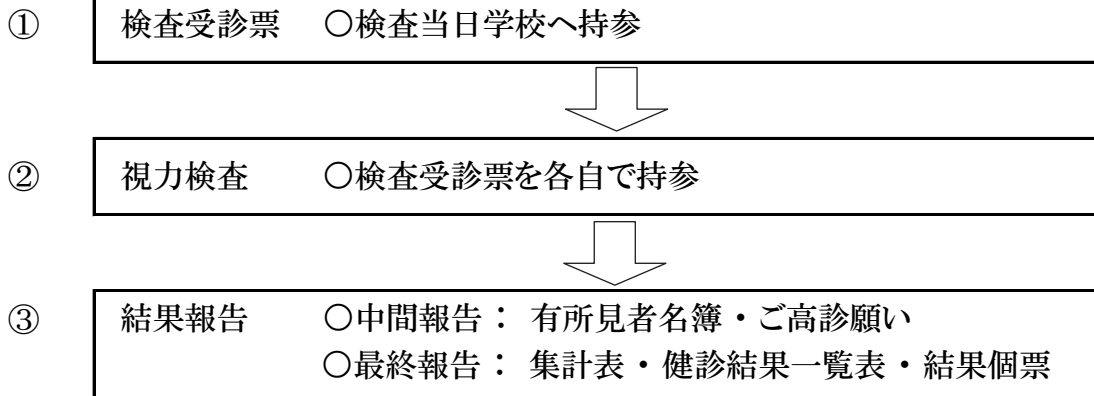 ① 検査受診票 ○検査当日学校へ持参
② 視力検査 ○検査受診票を各自で持参
③ 結果報告 ○中間報告： 有所見者名簿・ご高診願い
○最終報告： 集計表・健診結果一覧表・結果個票